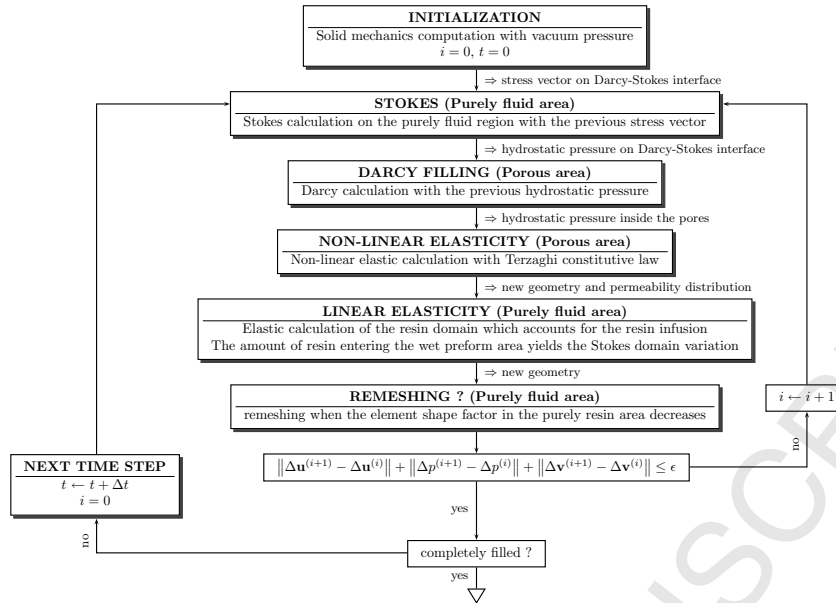 INITIALIZATION
Solid mechanics computation with vacuum pressure
i = 0, t = 0
⇒ stress vector on Darcy-Stokes interface
STOKES (Purely fluid area)
Stokes calculation on the purely fluid region with the previous stress vector
⇒ hydrostatic pressure on Darcy-Stokes interface
DARCY FILLING (Porous area)
Darcy calculation with the previous hydrostatic pressure
⇒ hydrostatic pressure inside the pores
NON-LINEAR ELASTICITY (Porous area)
Non-linear elastic calculation with Terzaghi constitutive law
⇒ new geometry and permeability distribution
LINEAR ELASTICITY (Purely fluid area)
Elastic calculation of the resin domain which accounts for the resin infusion
The amount of resin entering the wet preform area yields the Stokes domain variation
⇒ new geometry
REMESHING ? (Purely fluid area)
remeshing when the element shape factor in the purely resin area decreases
i ← i + 1
no
‖Δu^(i+1) − Δu^(i)‖ + ‖Δp^(i+1) − Δp^(i)‖ + ‖Δv^(i+1) − Δv^(i)‖ ≤ ϵ
NEXT TIME STEP
t ← t + Δt
i = 0
yes
no
completely filled ?
yes